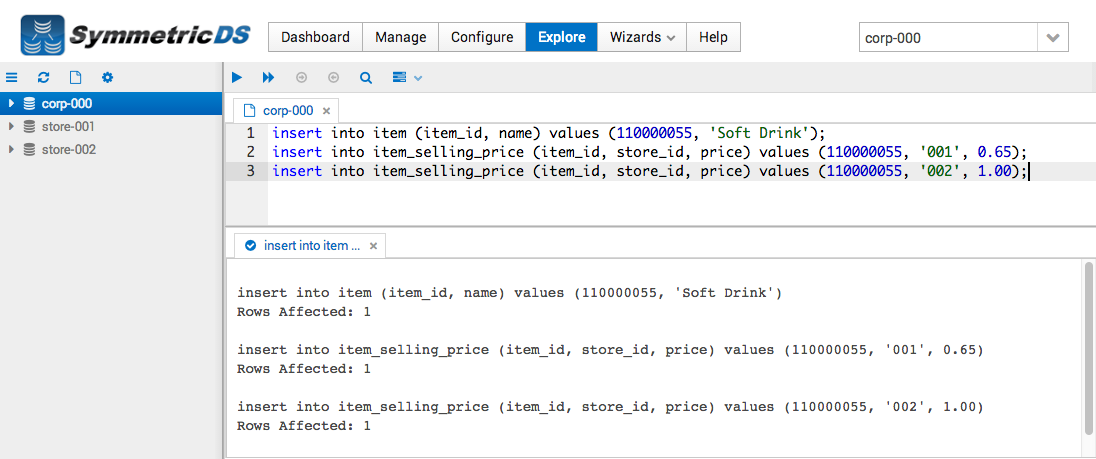 SymmetricDS
Dashboard Manage Configure Explore Wizards Help
corp-000
corp-000
store-001
store-002
corp-000 ×
1 insert into item (item_id, name) values (110000055, 'Soft Drink');
2 insert into item_selling_price (item_id, store_id, price) values (110000055, '001', 0.65);
3 insert into item_selling_price (item_id, store_id, price) values (110000055, '002', 1.00);
insert into item ... ×
insert into item (item_id, name) values (110000055, 'Soft Drink')
Rows Affected: 1
insert into item_selling_price (item_id, store_id, price) values (110000055, '001', 0.65)
Rows Affected: 1
insert into item_selling_price (item_id, store_id, price) values (110000055, '002', 1.00)
Rows Affected: 1